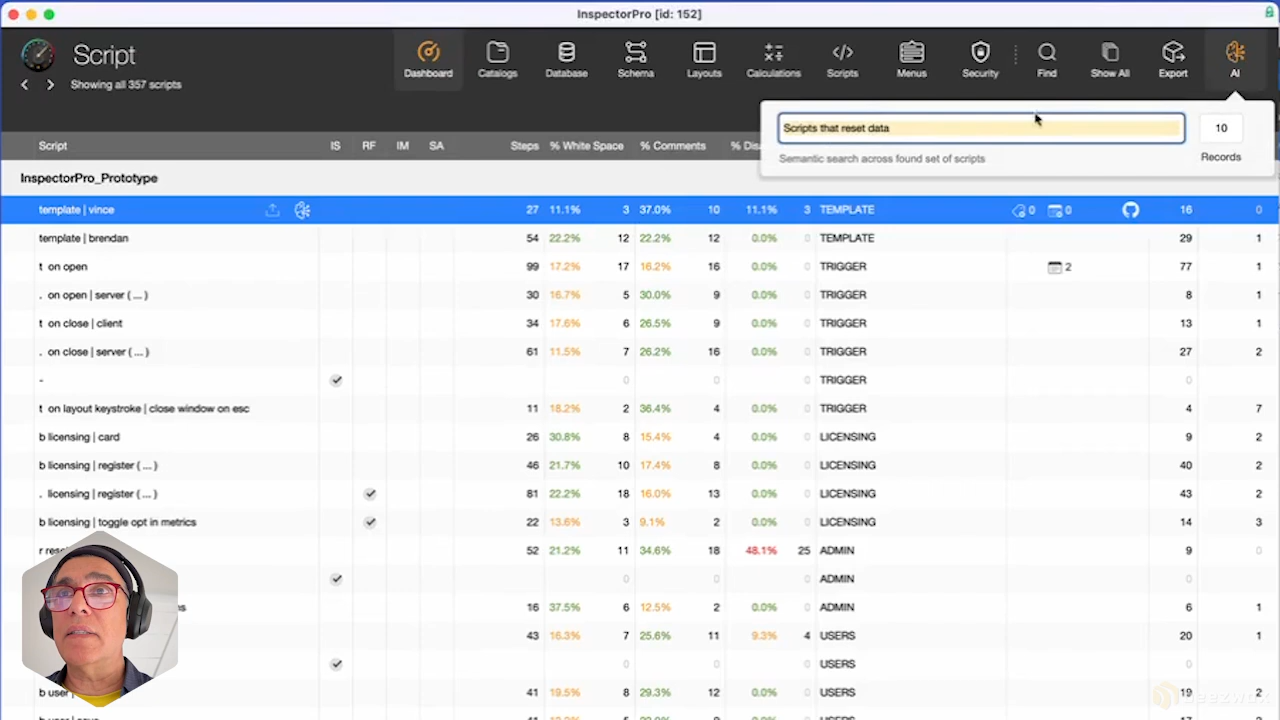 InspectorPro [id: 152]
Script
Showing all 357 scripts
Dashboard Catalogs Database Schema Layouts Calculations Scripts Menus Security Find Show All Export AI
Scripts that reset data 10
Semantic search across found set of scripts Records
Script IS RF IM SA Steps % White Space % Comments
InspectorPro_Prototype
template | vince 27 11.1% 3 37.0% 10 11.1% 3 TEMPLATE 0 0 16 0
template | brendan 54 22.2% 12 22.2% 12 0.0% 0 TEMPLATE 29 1
t on open 99 17.2% 17 16.2% 16 0.0% 0 TRIGGER 2 77 1
. on open | server ( ... ) 30 16.7% 5 30.0% 9 0.0% 0 TRIGGER 8 1
t on close | client 34 17.6% 6 26.5% 9 0.0% 0 TRIGGER 13 1
. on close | server ( ... ) 61 11.5% 7 26.2% 16 0.0% 0 TRIGGER 27 2
- 0 0 0 TRIGGER 0
t on layout keystroke | close window on esc 11 18.2% 2 36.4% 4 0.0% 0 TRIGGER 4 7
b licensing | card 26 30.8% 8 15.4% 4 0.0% 0 LICENSING 9 2
b licensing | register ( ... ) 46 21.7% 10 17.4% 8 0.0% 0 LICENSING 40 2
. licensing | register ( ... ) 81 22.2% 18 16.0% 13 0.0% 0 LICENSING 43 2
b licensing | toggle opt in metrics 22 13.6% 3 9.1% 2 0.0% 0 LICENSING 14 3
52 21.2% 11 34.6% 18 48.1% 25 ADMIN 9 0
0 0 0 ADMIN 0
16 37.5% 6 12.5% 2 0.0% 0 ADMIN 6 1
43 16.3% 7 25.6% 11 9.3% 4 USERS 20 1
0 0 0 USERS 0
41 19.5% 8 29.3% 12 0.0% 0 USERS 19 2